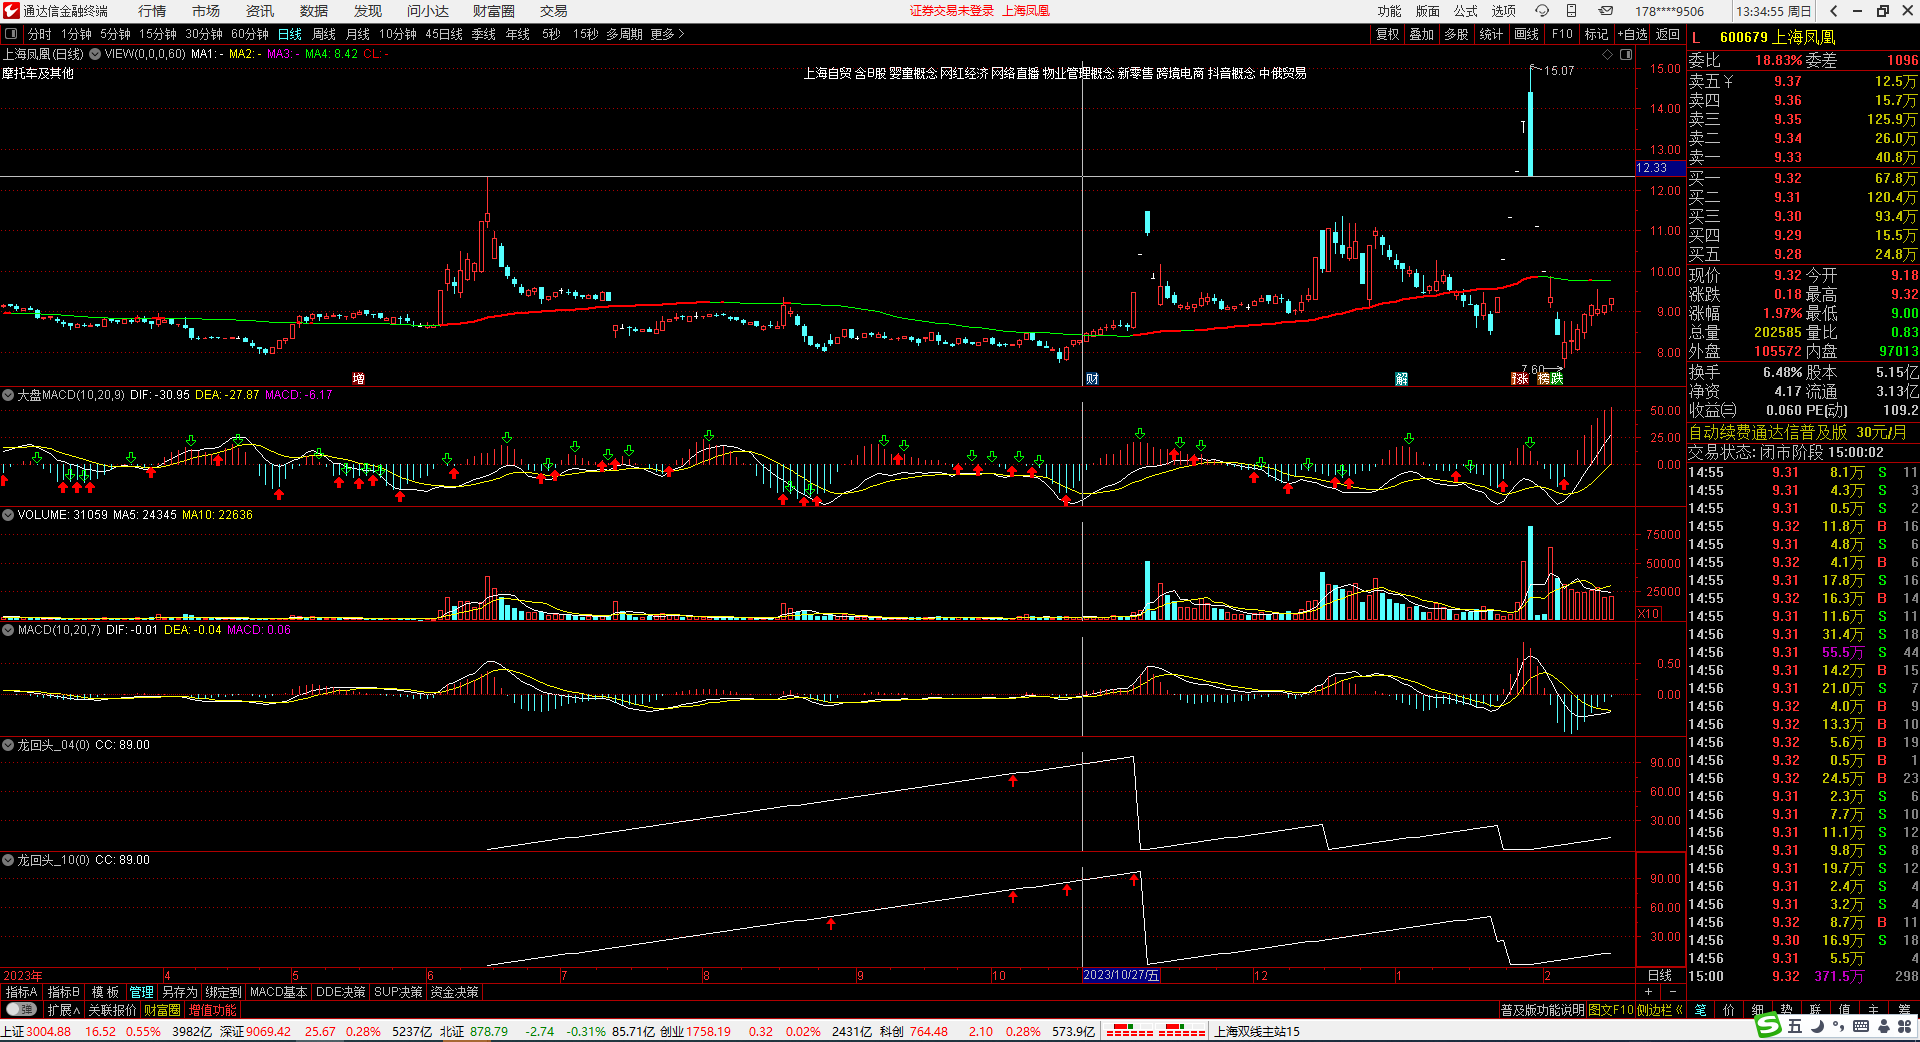 通达信金融终端 行情 市场 资讯 数据 发现 问小达 财富圈 交易 证券交易未登录 上海凤凰 功能 版面 公式 选项 178****9506 13:34:55 周日
分时 1分钟 5分钟 15分钟 30分钟 60分钟 日线 周线 月线 10分钟 45日线 季线 年线 5秒 15秒 多周期 更多> 复权 叠加 多股 统计 画线 F10 标记 +自选 返回
L 600679 上海凤凰
上海凤凰(日线) VIEW(0,0,0,60) MA1: - MA2: - MA3: - MA4: 8.42 CL: -
摩托车及其他
上海自贸 含B股 婴童概念 网红经济 网络直播 物业管理概念 新零售 跨境电商 抖音概念 中俄贸易
15.07
15.00
14.00
13.00
12.33
12.00
11.00
10.00
9.00
8.00
7.60
增 财 解 涨 榜 跌
大盘MACD(10,20,9) DIF: -30.95 DEA: -27.87 MACD: -6.17
50.00
25.00
0.00
VOLUME: 31059 MA5: 24345 MA10: 22636
75000
50000
25000
X10
MACD(10,20,7) DIF: -0.01 DEA: -0.04 MACD: 0.06
0.50
0.00
龙回头_04(0) CC: 89.00
90.00
60.00
30.00
龙回头_10(0) CC: 89.00
90.00
60.00
30.00
2023年 4 5 6 7 8 9 10 2023/10/27/五 12 1 2 日线
指标A 指标B 模板 管理 另存为 绑定到 MACD基本 DDE决策 SUP决策 资金决策 + -
弹 扩展∧ 关联报价 财富圈 增值功能 普及版功能说明 图文F10 侧边栏《 笔 价 细 势 联 值 主 筹
上证3004.88 16.52 0.55% 3982亿 深证9069.42 25.67 0.28% 5237亿 北证 878.79 -2.74 -0.31% 85.71亿 创业1758.19 0.32 0.02% 2431亿 科创 764.48 2.10 0.28% 573.9亿 上海双线主站15
委比 18.83% 委差 1096
卖五¥ 9.37 12.5万
卖四 9.36 15.7万
卖三 9.35 125.9万
卖二 9.34 26.0万
卖一 9.33 40.8万
买一 9.32 67.8万
买二 9.31 120.4万
买三 9.30 93.4万
买四 9.29 15.5万
买五 9.28 24.8万
现价 9.32 今开 9.18
涨跌 0.18 最高 9.32
涨幅 1.97% 最低 9.00
总量 202585 量比 0.83
外盘 105572 内盘 97013
换手 6.48% 股本 5.15亿
净资 4.17 流通 3.13亿
收益㊂ 0.060 PE(动) 109.2
自动续费通达信普及版 30元/月
交易状态: 闭市阶段 15:00:02
14:55 9.31 8.1万 S 11
14:55 9.31 4.3万 S 3
14:55 9.31 0.5万 S 2
14:55 9.32 11.8万 B 16
14:55 9.31 4.8万 S 6
14:55 9.32 4.1万 B 6
14:55 9.31 17.8万 S 16
14:55 9.32 16.3万 B 14
14:55 9.31 11.6万 S 11
14:56 9.31 31.4万 S 18
14:56 9.31 55.5万 S 44
14:56 9.32 14.2万 B 15
14:56 9.31 21.0万 S 7
14:56 9.32 4.0万 B 9
14:56 9.32 13.3万 B 10
14:56 9.32 5.6万 B 19
14:56 9.32 0.5万 B 1
14:56 9.32 24.5万 B 23
14:56 9.31 2.3万 S 6
14:56 9.31 7.7万 S 10
14:56 9.31 11.1万 S 12
14:56 9.31 9.8万 S 8
14:56 9.31 19.7万 S 12
14:56 9.31 2.4万 S 4
14:56 9.31 3.2万 S 4
14:56 9.32 8.7万 B 11
14:56 9.30 16.9万 S 18
14:56 9.31 5.5万 4
15:00 9.32 371.5万 298
S 五